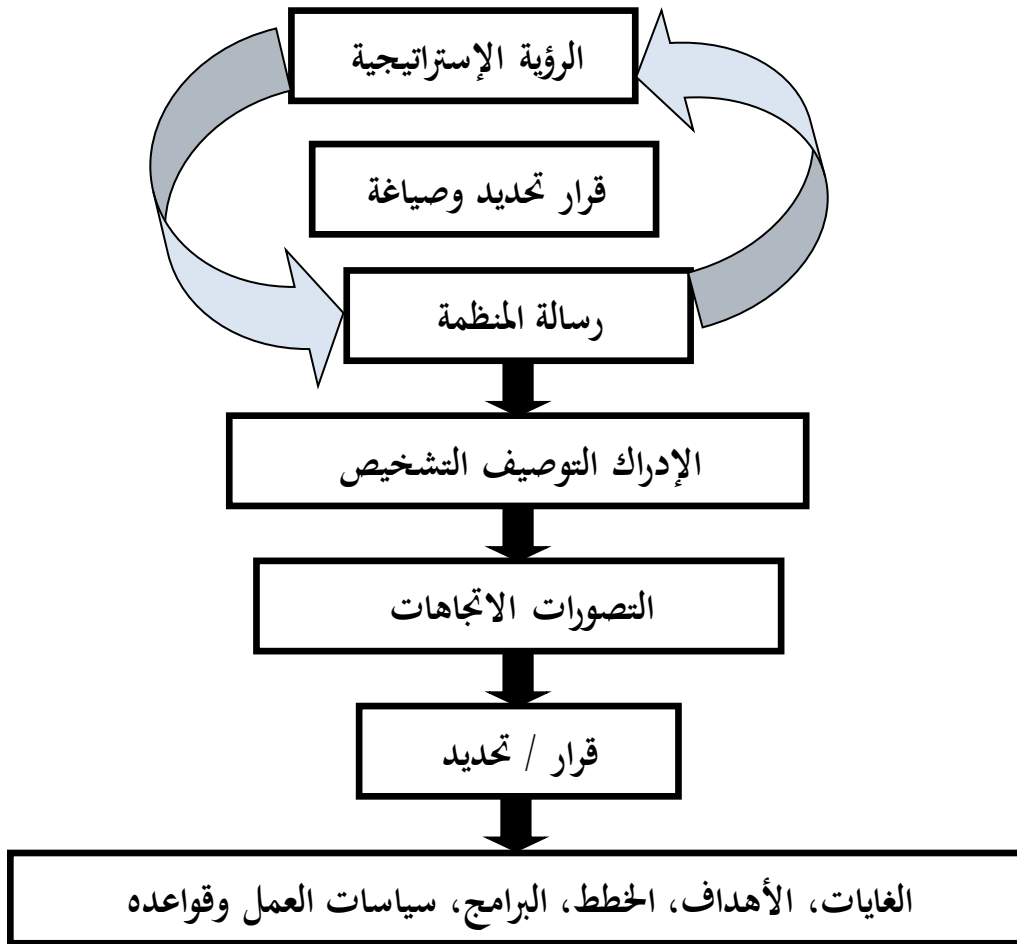 الرؤية الإستراتيجية
قرار تحديد وصياغة
رسالة المنظمة
الإدراك التوصيف التشخيص
التصورات الاتجاهات
قرار / تحديد
الغايات، الأهداف، الخطط، البرامج، سياسات العمل وقواعده